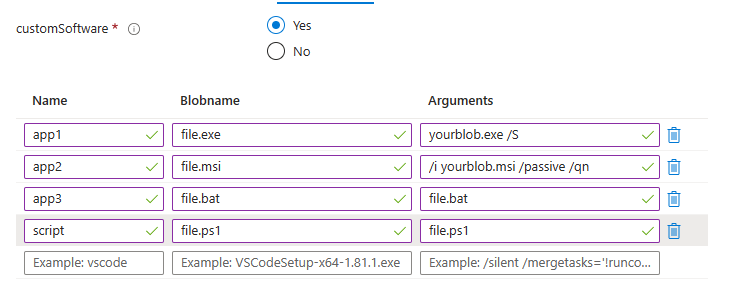 customSoftware *
Yes
No
Name Blobname Arguments
app1 file.exe yourblob.exe /S
app2 file.msi /i yourblob.msi /passive /qn
app3 file.bat file.bat
script file.ps1 file.ps1
Example: vscode Example: VSCodeSetup-x64-1.81.1.exe Example: /silent /mergetasks='!runco...